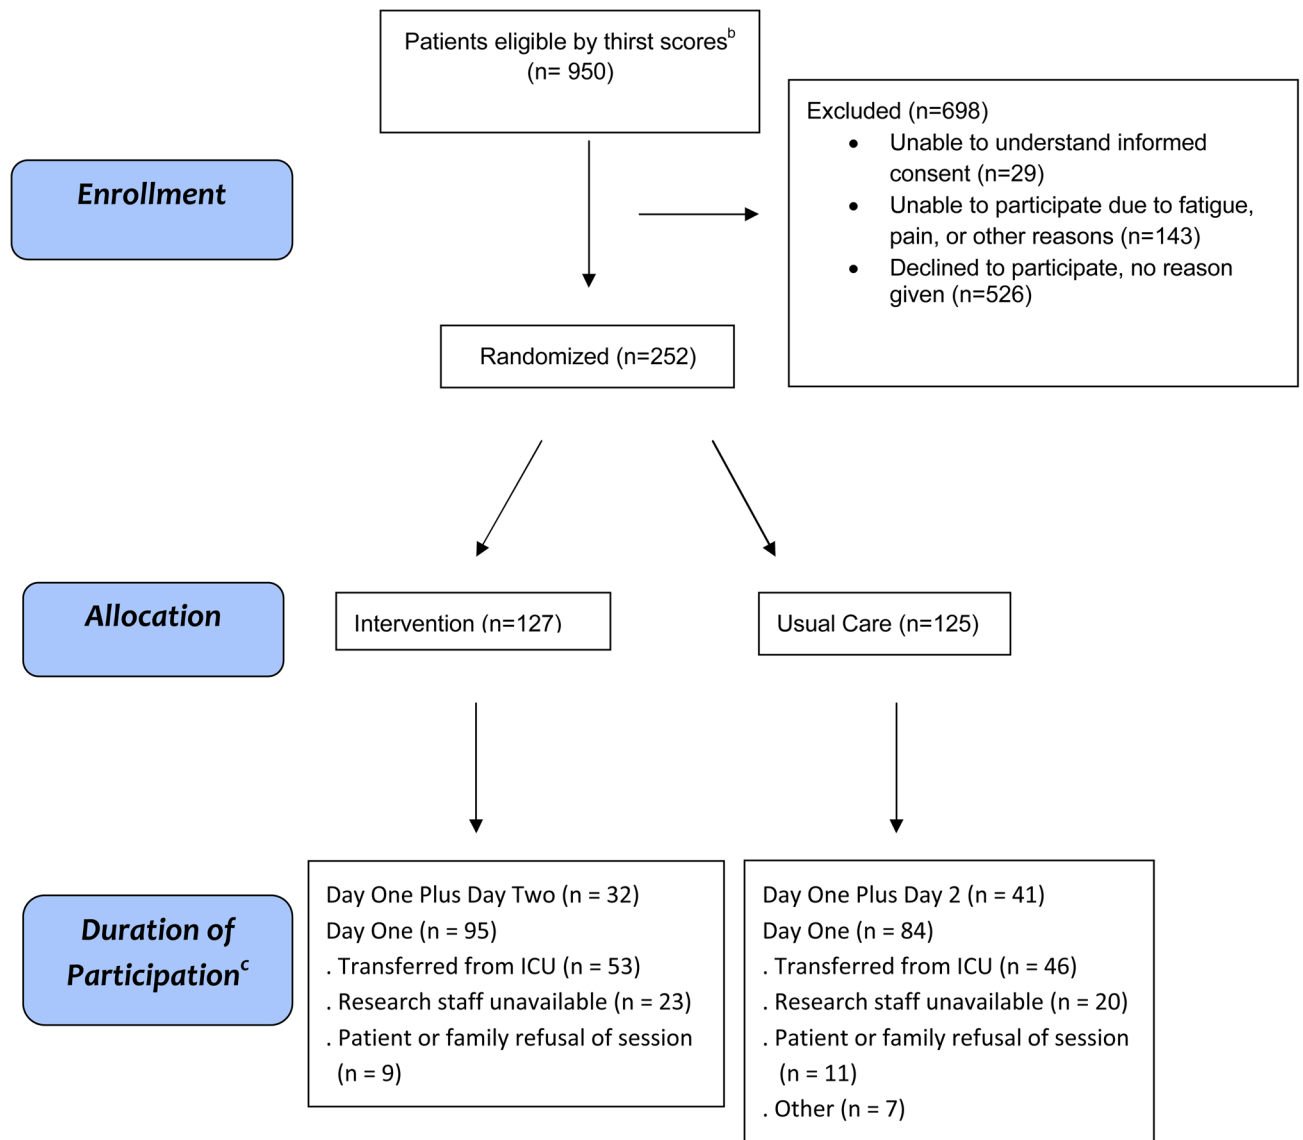 Patients eligible by thirst scoresb
(n= 950)
Excluded (n=698)
• Unable to understand informed
consent (n=29)
• Unable to participate due to fatigue,
pain, or other reasons (n=143)
• Declined to participate, no reason
given (n=526)
Enrollment
Randomized (n=252)
Allocation
Intervention (n=127)
Usual Care (n=125)
Duration of
Participationc
Day One Plus Day Two (n = 32)
Day One (n = 95)
. Transferred from ICU (n = 53)
. Research staff unavailable (n = 23)
. Patient or family refusal of session
(n = 9)
Day One Plus Day 2 (n = 41)
Day One (n = 84)
. Transferred from ICU (n = 46)
. Research staff unavailable (n = 20)
. Patient or family refusal of session
(n = 11)
. Other (n = 7)